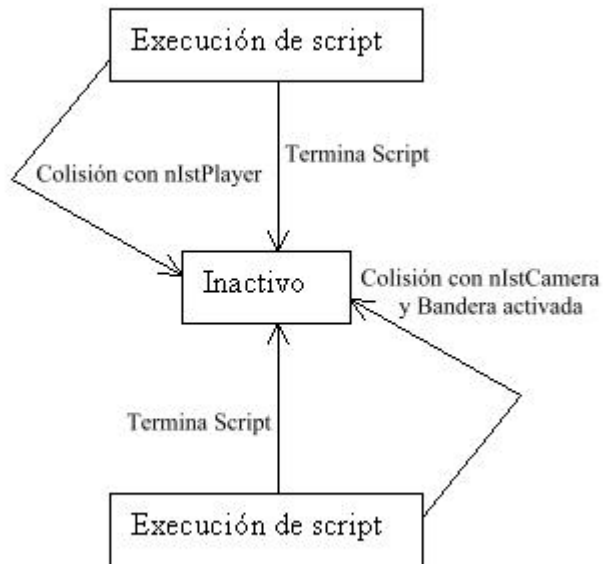 Execución de script
Termina Script
Colisión con nIstPlayer
Inactivo
Colisión con nIstCamera
y Bandera activada
Termina Script
Execución de script